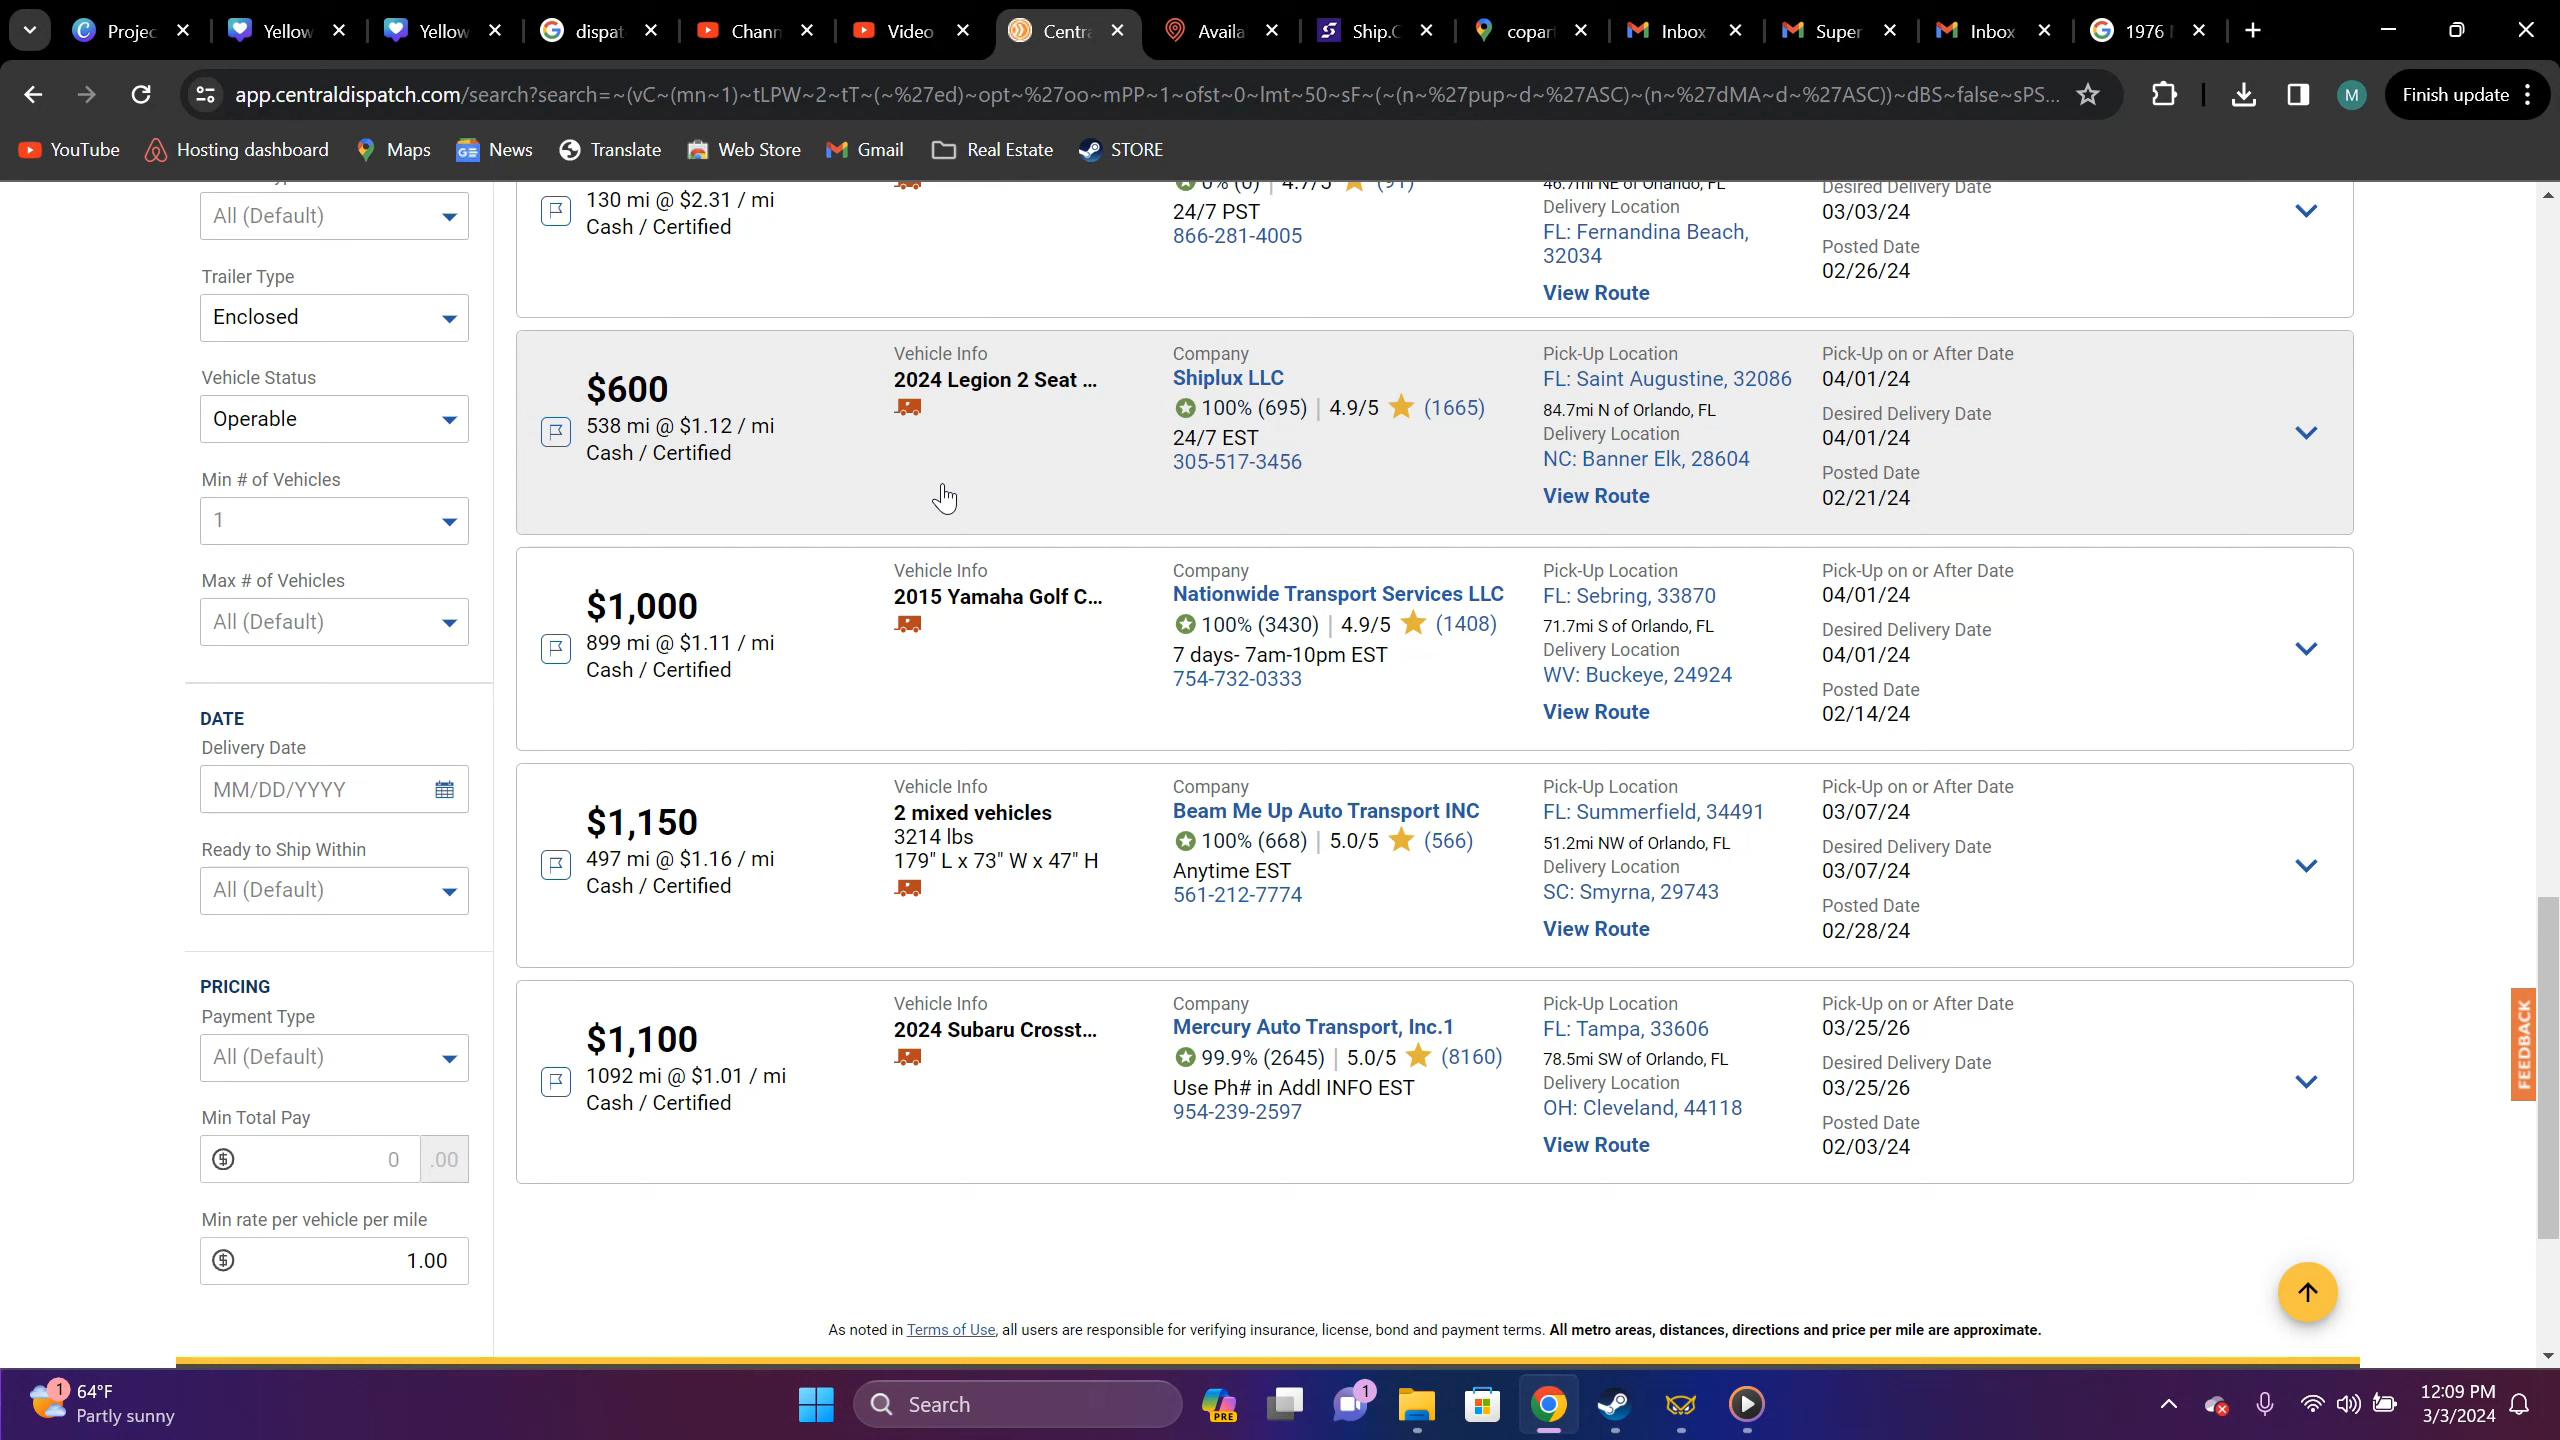 Projec
Yellow
Yellow
dispat
Chann
Video
Centra
Availa
Ship.C
copar
Inbox
Super
Inbox
1976
app.centraldispatch.com/search?search=~(vC~(mn~1)~tLPW~2~tT~(~%27ed)~opt~%27oo~mPP~1~ofst~0~lmt~50~sF~(~(n~%27pup~d~%27ASC)~(n~%27dMA~d~%27ASC))~dBS~false~sPS...
M
Finish update
YouTube
Hosting dashboard
Maps
News
Translate
Web Store
Gmail
Real Estate
STORE
All (Default)
Trailer Type
Enclosed
Vehicle Status
Operable
Min # of Vehicles
1
Max # of Vehicles
All (Default)
DATE
Delivery Date
MM/DD/YYYY
Ready to Ship Within
All (Default)
PRICING
Payment Type
All (Default)
Min Total Pay
0 .00
Min rate per vehicle per mile
1.00
130 mi @ $2.31 / mi
Cash / Certified
0% (0) | 4.7/5 (91)
24/7 PST
866-281-4005
46.7mi NE of Orlando, FL
Delivery Location
FL: Fernandina Beach,
32034
View Route
Desired Delivery Date
03/03/24
Posted Date
02/26/24
$600
538 mi @ $1.12 / mi
Cash / Certified
Vehicle Info
2024 Legion 2 Seat ...
Company
Shiplux LLC
100% (695) | 4.9/5 (1665)
24/7 EST
305-517-3456
Pick-Up Location
FL: Saint Augustine, 32086
84.7mi N of Orlando, FL
Delivery Location
NC: Banner Elk, 28604
View Route
Pick-Up on or After Date
04/01/24
Desired Delivery Date
04/01/24
Posted Date
02/21/24
$1,000
899 mi @ $1.11 / mi
Cash / Certified
Vehicle Info
2015 Yamaha Golf C...
Company
Nationwide Transport Services LLC
100% (3430) | 4.9/5 (1408)
7 days- 7am-10pm EST
754-732-0333
Pick-Up Location
FL: Sebring, 33870
71.7mi S of Orlando, FL
Delivery Location
WV: Buckeye, 24924
View Route
Pick-Up on or After Date
04/01/24
Desired Delivery Date
04/01/24
Posted Date
02/14/24
$1,150
497 mi @ $1.16 / mi
Cash / Certified
Vehicle Info
2 mixed vehicles
3214 lbs
179" L x 73" W x 47" H
Company
Beam Me Up Auto Transport INC
100% (668) | 5.0/5 (566)
Anytime EST
561-212-7774
Pick-Up Location
FL: Summerfield, 34491
51.2mi NW of Orlando, FL
Delivery Location
SC: Smyrna, 29743
View Route
Pick-Up on or After Date
03/07/24
Desired Delivery Date
03/07/24
Posted Date
02/28/24
$1,100
1092 mi @ $1.01 / mi
Cash / Certified
Vehicle Info
2024 Subaru Crosst...
Company
Mercury Auto Transport, Inc.1
99.9% (2645) | 5.0/5 (8160)
Use Ph# in Addl INFO EST
954-239-2597
Pick-Up Location
FL: Tampa, 33606
78.5mi SW of Orlando, FL
Delivery Location
OH: Cleveland, 44118
View Route
Pick-Up on or After Date
03/25/26
Desired Delivery Date
03/25/26
Posted Date
02/03/24
FEEDBACK
As noted in Terms of Use, all users are responsible for verifying insurance, license, bond and payment terms. All metro areas, distances, directions and price per mile are approximate.
1
64°F
Partly sunny
Search
PRE
1
12:09 PM
3/3/2024